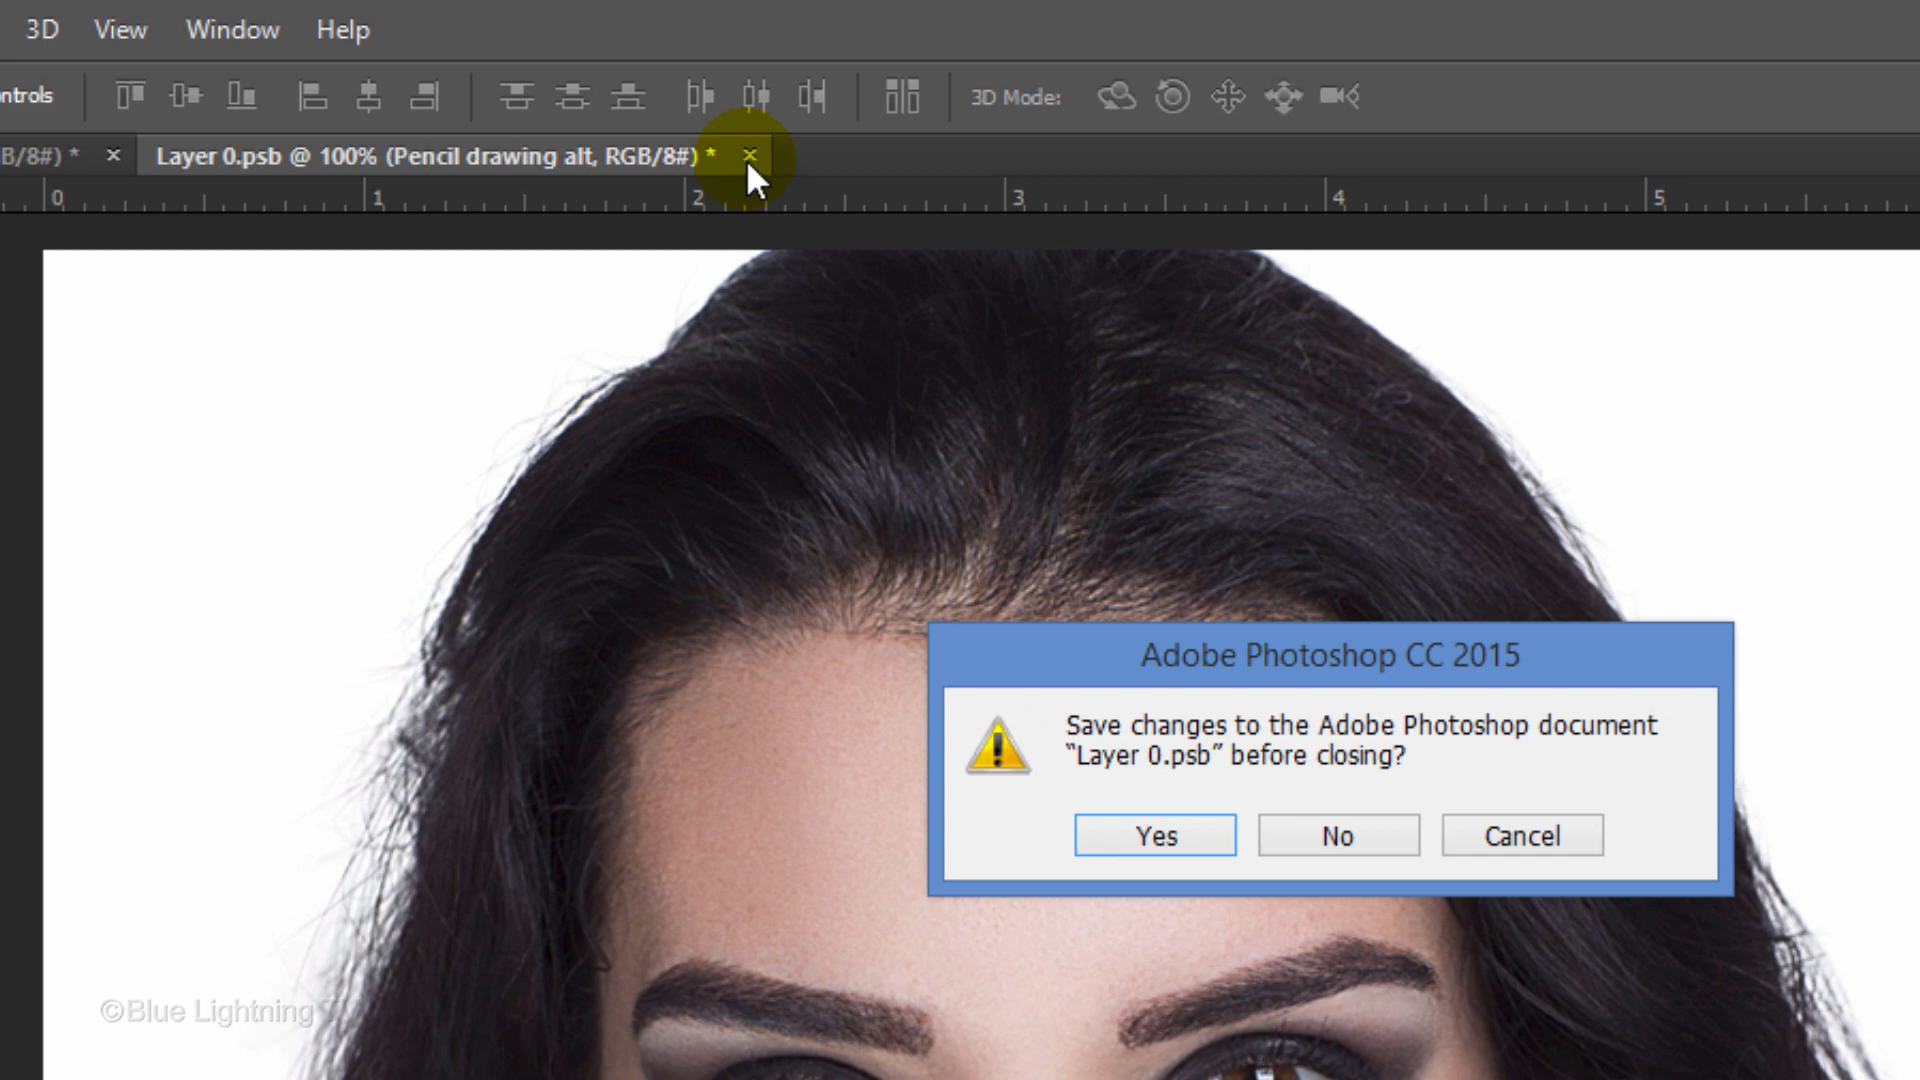 3D View Window Help
ntrols
3D Mode:
B/8#) * × Layer 0.psb @ 100% (Pencil drawing alt, RGB/8#) * ×
0 1 2 3 4 5
Adobe Photoshop CC 2015
Save changes to the Adobe Photoshop document
“Layer 0.psb” before closing?
Yes No Cancel
©Blue Lightning